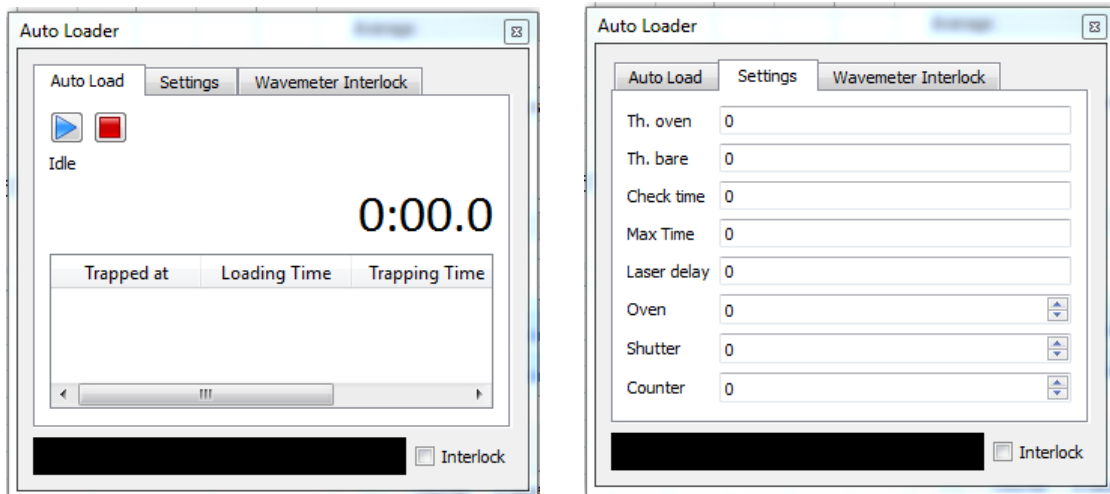 Auto Loader
Auto Load Settings Wavemeter Interlock
Idle
0:00.0
Trapped at Loading Time Trapping Time
Interlock
Auto Loader
Auto Load Settings Wavemeter Interlock
Th. oven 0
Th. bare 0
Check time 0
Max Time 0
Laser delay 0
Oven 0
Shutter 0
Counter 0
Interlock